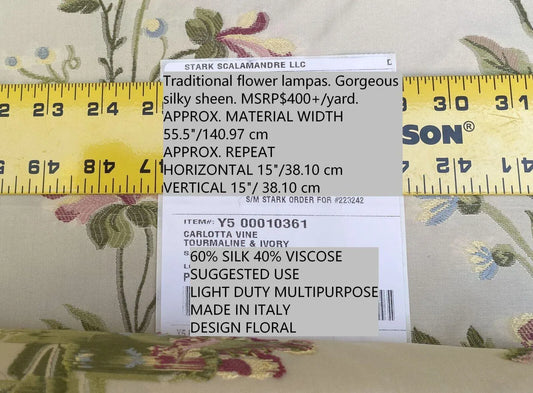 STARK SCALAMANDRE LLC
Traditional flower lampas. Gorgeous
silky sheen. MSRP$400+/yard.
APPROX. MATERIAL WIDTH
55.5"/140.97 cm
APPROX. REPEAT
HORIZONTAL 15"/38.10 cm
VERTICAL 15"/ 38.10 cm
S/M STARK ORDER FOR #223242
ITEM#: Y5 00010361
CARLOTTA VINE
TOURMALINE & IVORY
60% SILK 40% VISCOSE
SUGGESTED USE
LIGHT DUTY MULTIPURPOSE
MADE IN ITALY
DESIGN FLORAL
SON